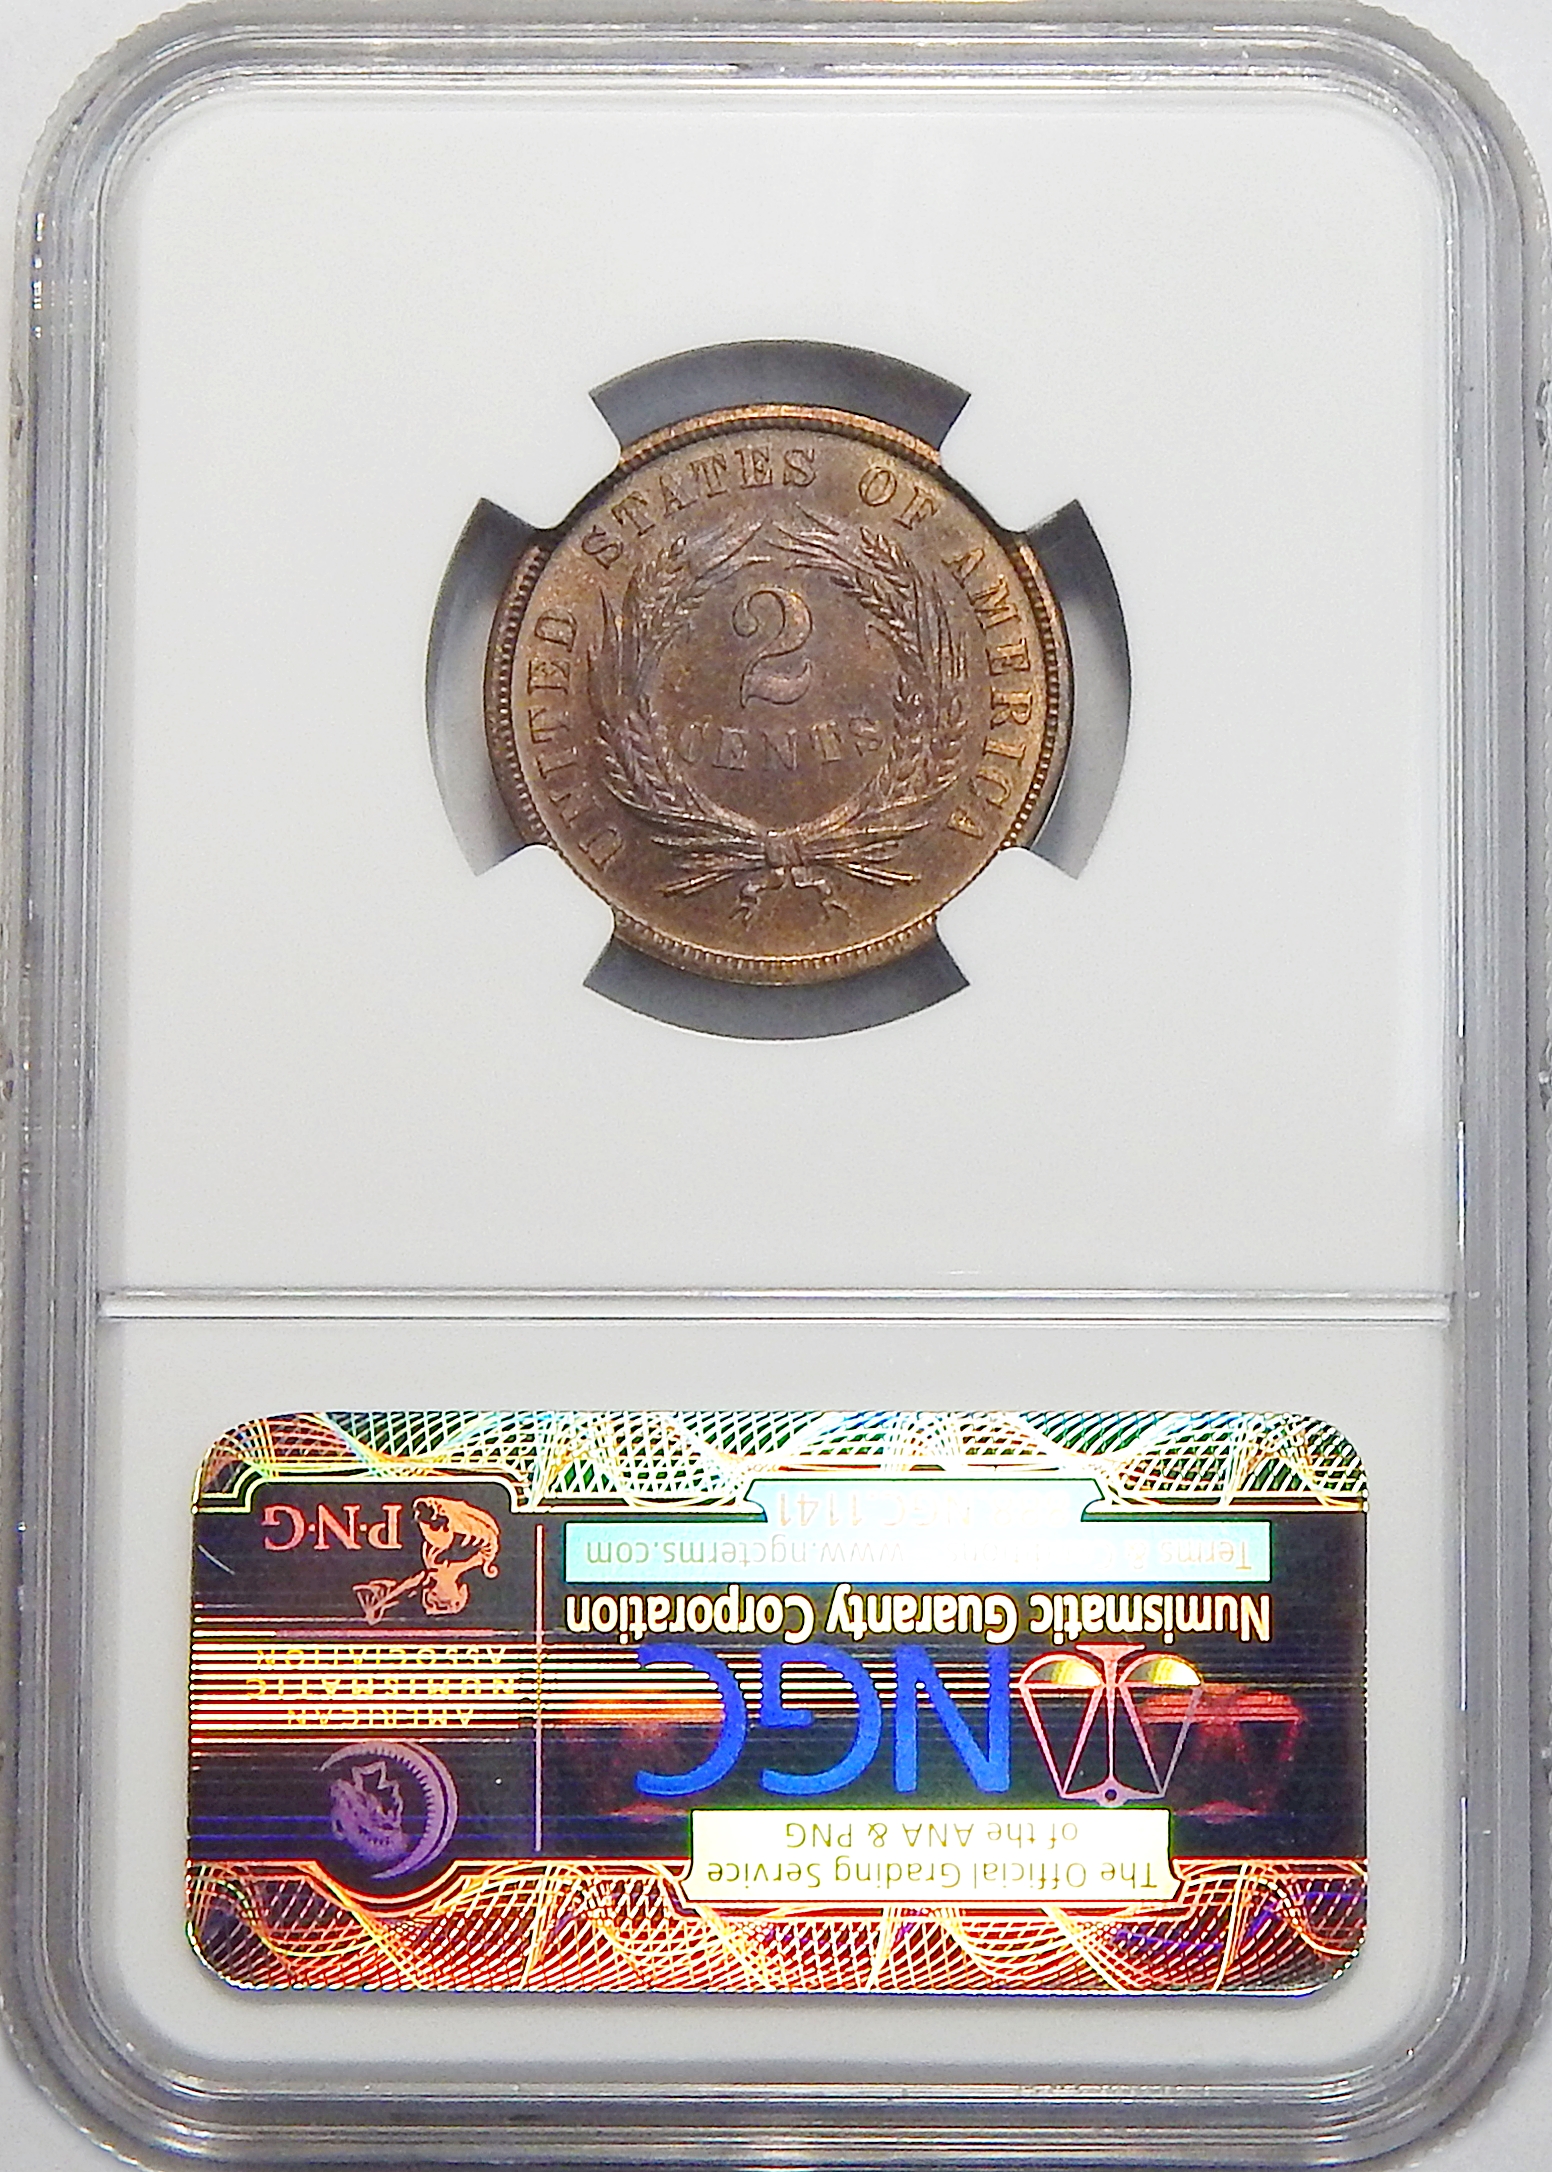 UNITED STATES OF AMERICA
2
CENTS
The Official Grading Service
of the ANA & PNG
NGC
Numismatic Guaranty Corporation
Terms & www.ngcterms.com
NGC1141
AMERICAN
NUMISMATIC
ASSOCIATION
P·N·G